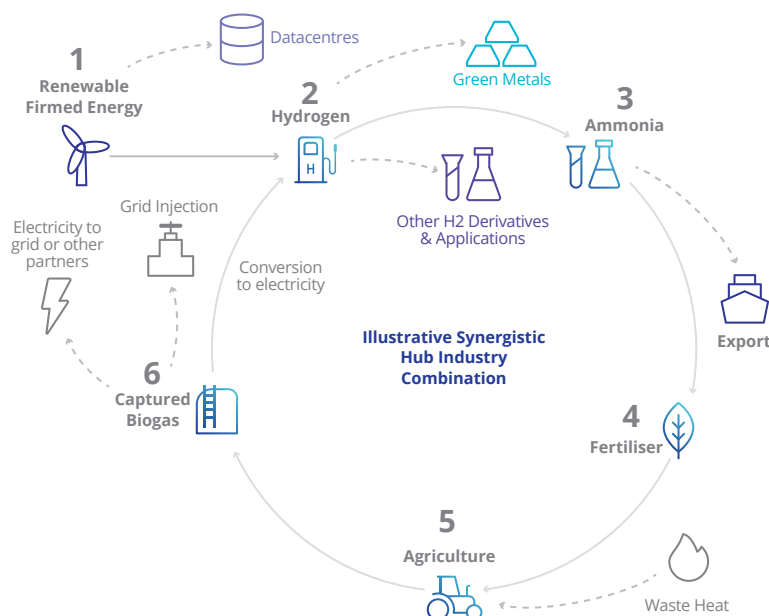 1
Renewable
Firmed Energy
Datacentres
2
Hydrogen
Green Metals
3
Ammonia
H
Other H2 Derivatives
& Applications
Grid Injection
Electricity to
grid or other
partners
Conversion
to electricity
Export
Illustrative Synergistic
Hub Industry
Combination
6
Captured
Biogas
4
Fertiliser
5
Agriculture
Waste Heat